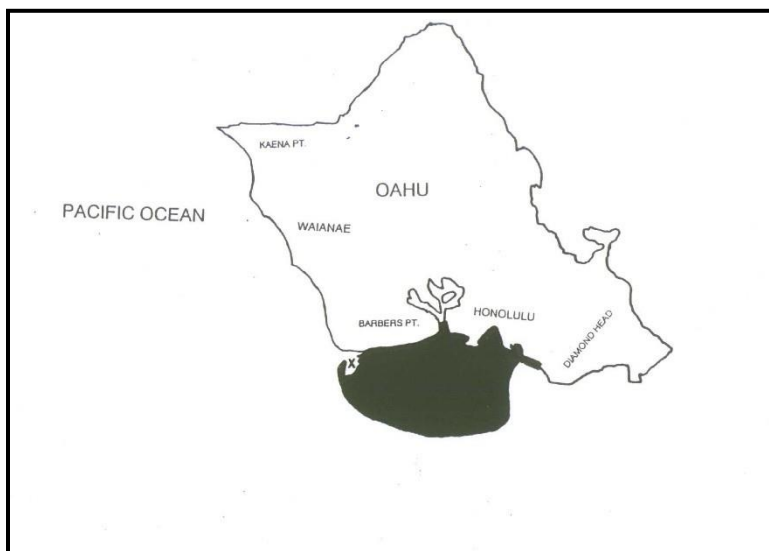 KAENA PT.
OAHU
PACIFIC OCEAN
WAIANAE
HONOLULU
BARBERS PT.
DIAMOND HEAD
X